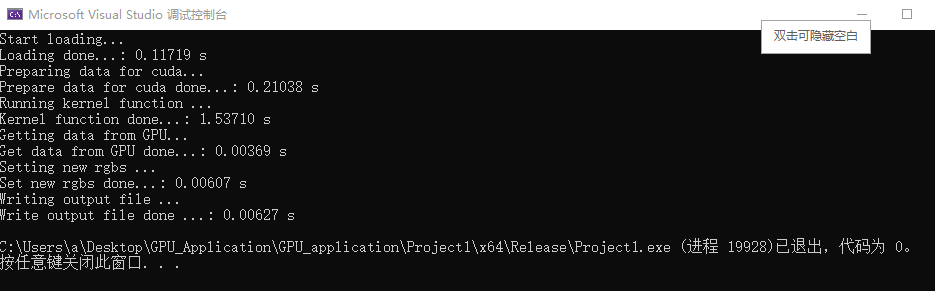 Microsoft Visual Studio 调试控制台
双击可隐藏空白
Start loading...
Loading done...: 0.11719 s
Preparing data for cuda...
Prepare data for cuda done...: 0.21038 s
Running kernel function ...
Kernel function done...: 1.53710 s
Getting data from GPU...
Get data from GPU done...: 0.00369 s
Setting new rgbs ...
Set new rgbs done...: 0.00607 s
Writing output file ...
Write output file done ...: 0.00627 s
C:\Users\a\Desktop\GPU_Application\GPU_application\Project1\x64\Release\Project1.exe (进程 19928)已退出，代码为 0。
按任意键关闭此窗口. . .